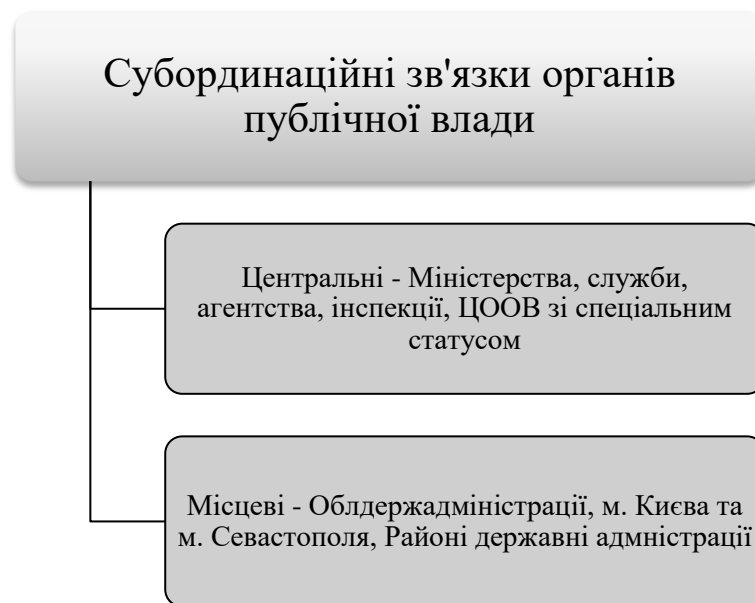 Субординаційні зв'язки органів
публічної влади
Центральні - Міністерства, служби,
агентства, інспекції, ЦООВ зі спеціальним
статусом
Місцеві - Облдержадміністрації, м. Києва та
м. Севастополя, Районі державні адмністрації